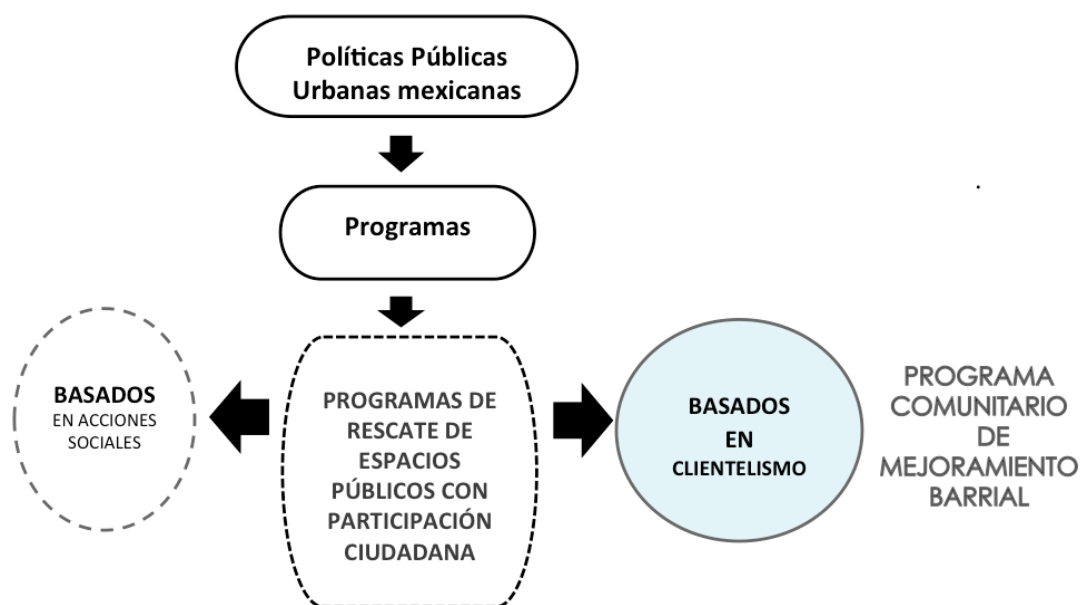 Políticas Públicas
Urbanas mexicanas
Programas
BASADOS
EN ACCIONES
SOCIALES
PROGRAMAS DE
RESCATE DE
ESPACIOS
PÚBLICOS CON
PARTICIPACIÓN
CIUDADANA
BASADOS
EN
CLIENTELISMO
PROGRAMA
COMUNITARIO
DE
MEJORAMIENTO
BARRIAL